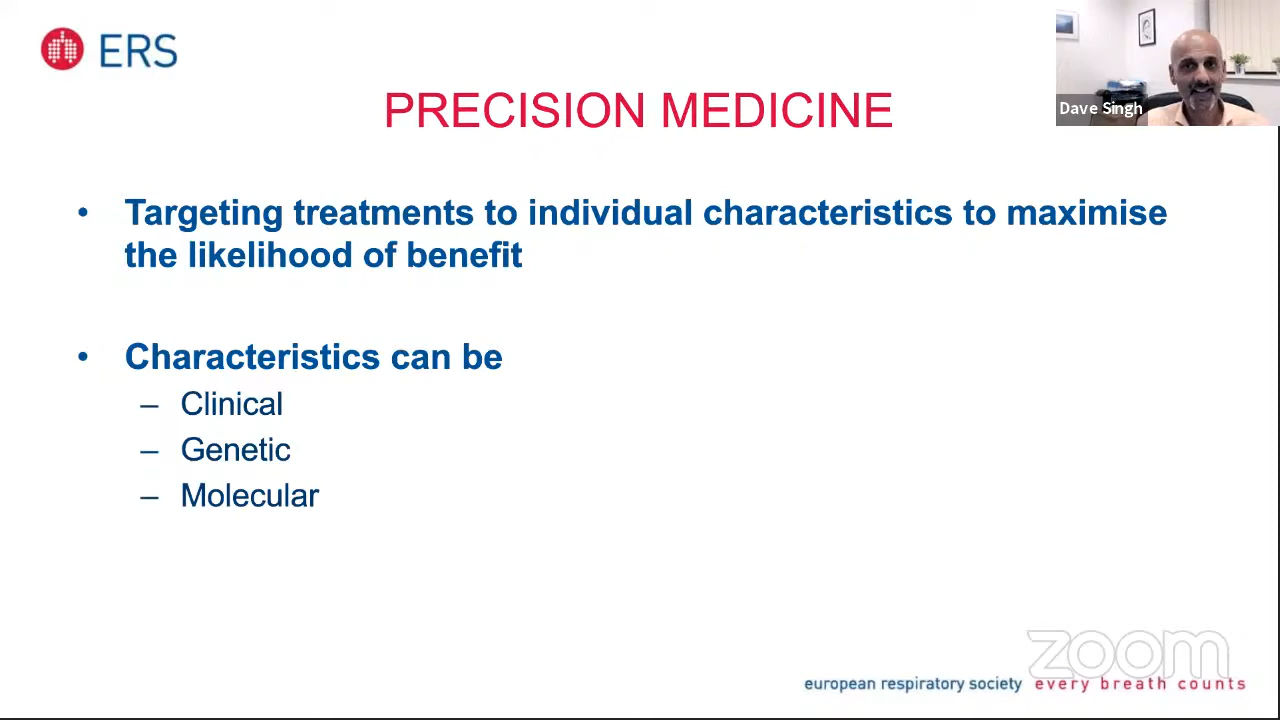 ERS
Dave Singh
PRECISION MEDICINE
• Targeting treatments to individual characteristics to maximise
the likelihood of benefit
• Characteristics can be
– Clinical
– Genetic
– Molecular
zoom
european respiratory society every breath counts